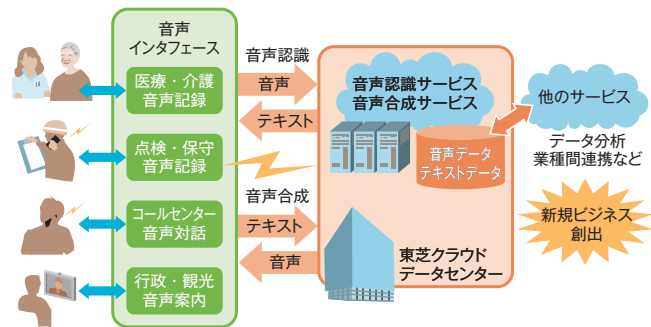 音声
インタフェース
医療・介護
音声記録
点検・保守
音声記録
コールセンター
音声対話
行政・観光
音声案内
音声認識
音声
テキスト
音声合成
テキスト
音声
音声認識サービス
音声合成サービス
音声データ
テキストデータ
東芝クラウド
データセンター
他のサービス
データ分析
業種間連携など
新規ビジネス
創出